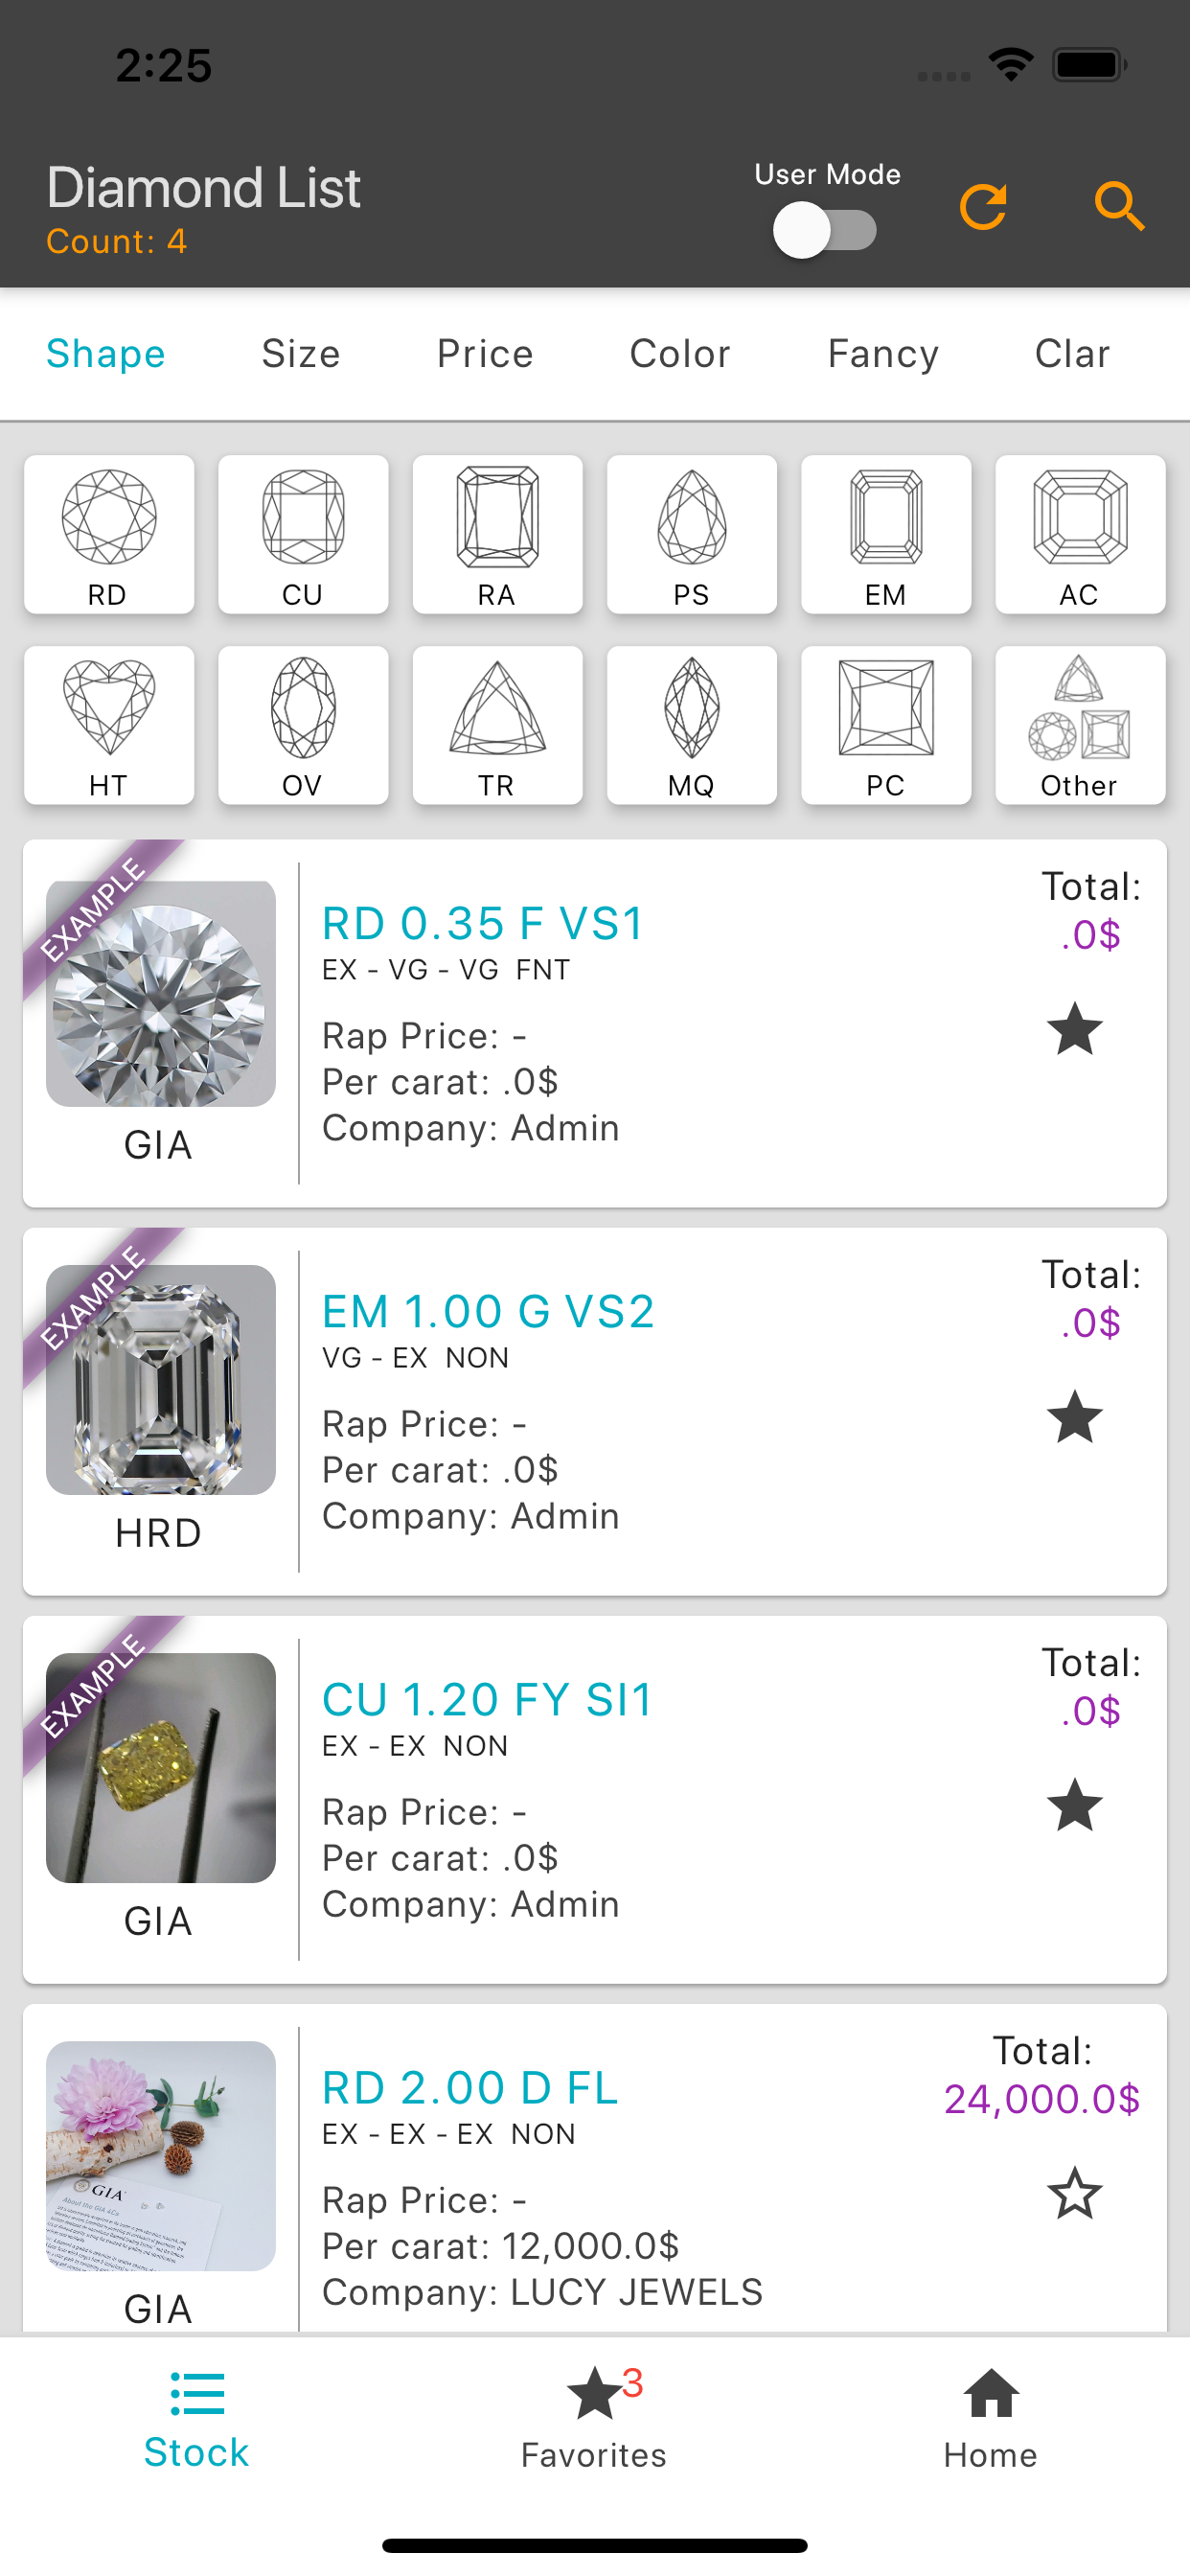 2:25
Diamond List
Count: 4
User Mode
Shape Size Price Color Fancy Clar
RD CU RA PS EM AC
HT OV TR MQ PC Other
EXAMPLE
GIA
RD 0.35 F VS1
EX - VG - VG FNT
Rap Price: -
Per carat: .0$
Company: Admin
Total:
.0$
EXAMPLE
HRD
EM 1.00 G VS2
VG - EX NON
Rap Price: -
Per carat: .0$
Company: Admin
Total:
.0$
EXAMPLE
GIA
CU 1.20 FY SI1
EX - EX NON
Rap Price: -
Per carat: .0$
Company: Admin
Total:
.0$
GIA
About the GIA 4Cs
GIA
RD 2.00 D FL
EX - EX - EX NON
Rap Price: -
Per carat: 12,000.0$
Company: LUCY JEWELS
Total:
24,000.0$
Stock
3
Favorites
Home